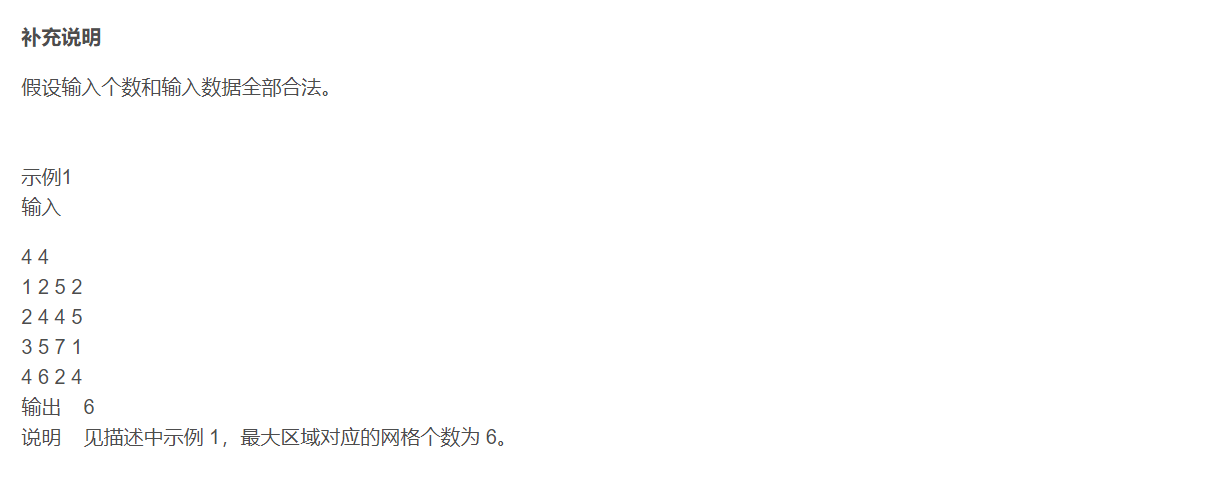 补充说明
假设输入个数和输入数据全部合法。
示例1
输入
4 4
1 2 5 2
2 4 4 5
3 5 7 1
4 6 2 4
输出 6
说明 见描述中示例 1，最大区域对应的网格个数为 6。